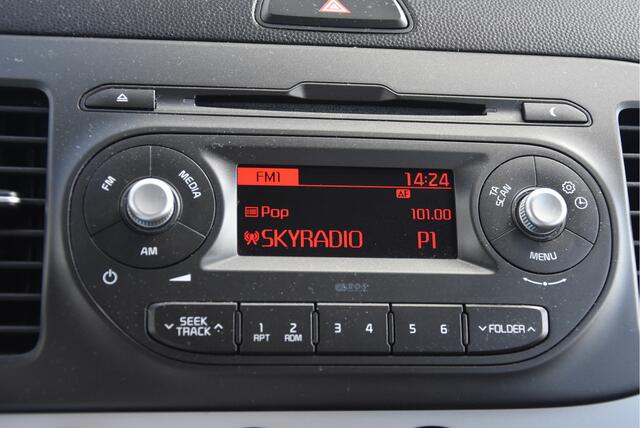 FM1 14:24
AF
Pop 101.00
SKYRADIO P1
FM MEDIA
AM
TA
SCAN
MENU
SEEK
TRACK
1 2
RPT RDM
3 4
5 6
FOLDER